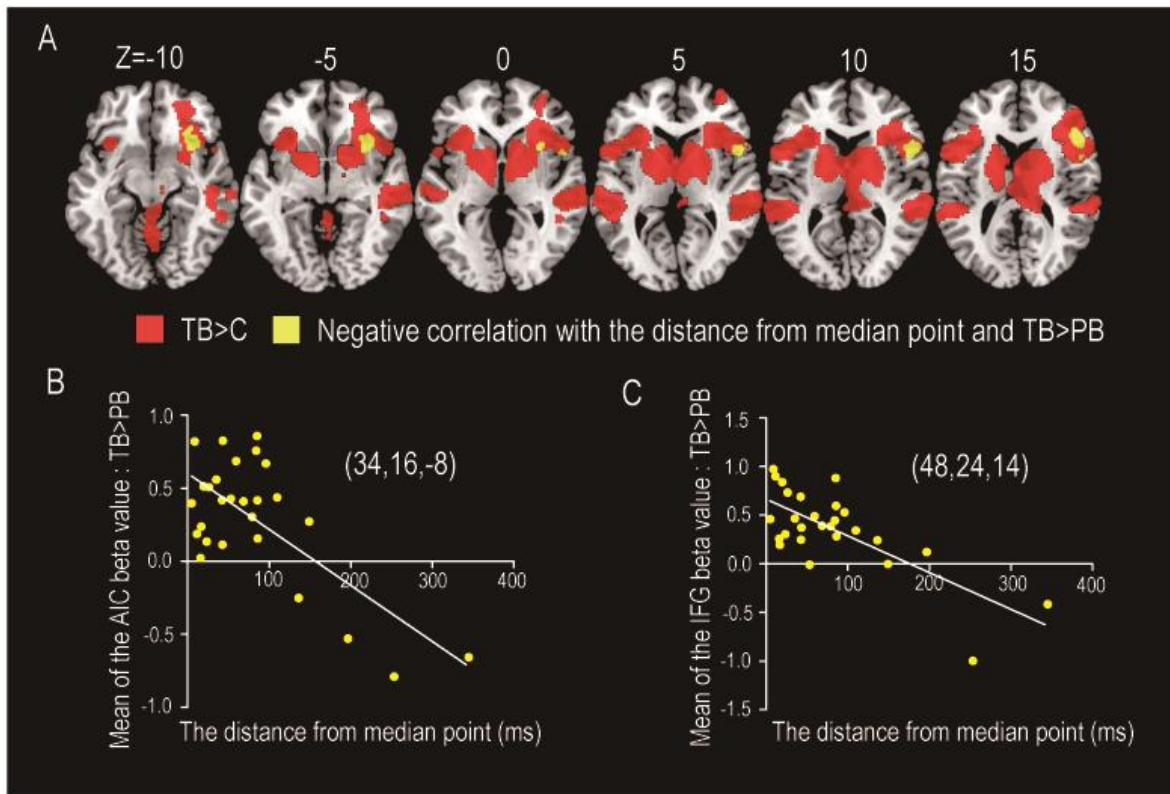 A
Z=-10 -5 0 5 10 15
TB>C Negative correlation with the distance from median point and TB>PB
B
Mean of the AIC beta value : TB>PB
1.0
0.5
0.0
-0.5
-1.0
100 200 300 400
(34,16,-8)
The distance from median point (ms)
C
Mean of the IFG beta value : TB>PB
1.5
1.0
0.5
0.0
-0.5
-1.0
-1.5
100 200 300 400
(48,24,14)
The distance from median point (ms)